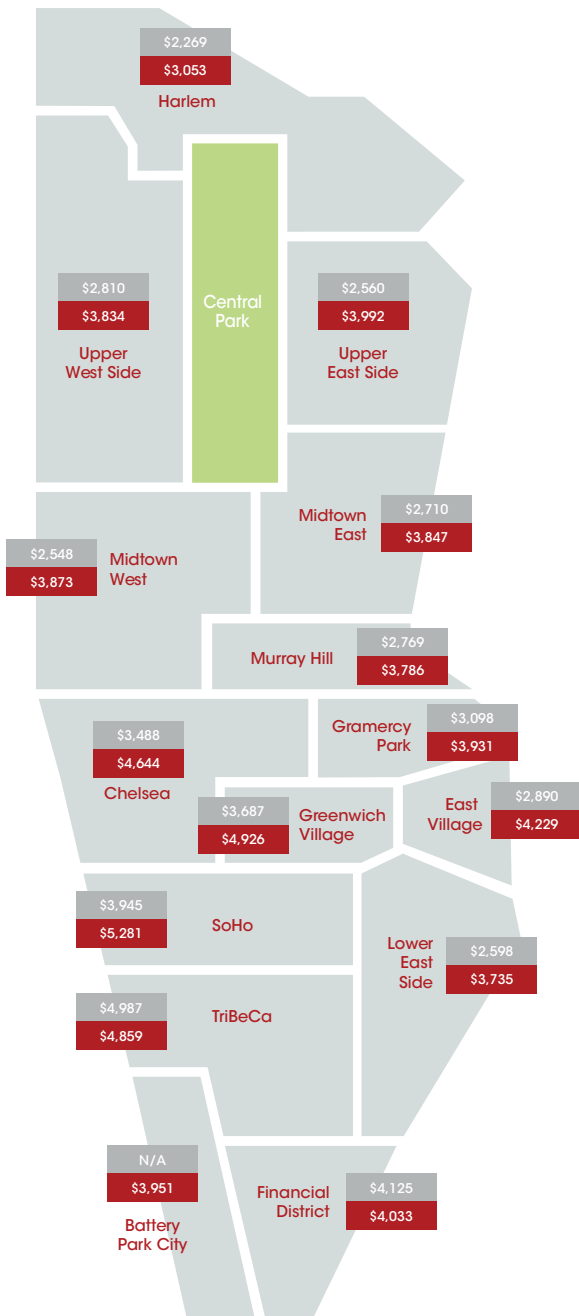 $2,269
$3,053
Harlem
$2,810
$3,834
Upper
West Side
Central
Park
$2,560
$3,992
Upper
East Side
Midtown
East
$2,710
$3,847
$2,548
$3,873
Midtown
West
Murray Hill
$2,769
$3,786
$3,488
$4,644
Chelsea
Gramercy
Park
$3,098
$3,931
$3,687
$4,926
Greenwich
Village
East
Village
$2,890
$4,229
$3,945
$5,281
SoHo
Lower
East
Side
$2,598
$3,735
$4,987
$4,859
TriBeCa
N/A
$3,951
Battery
Park City
Financial
District
$4,125
$4,033